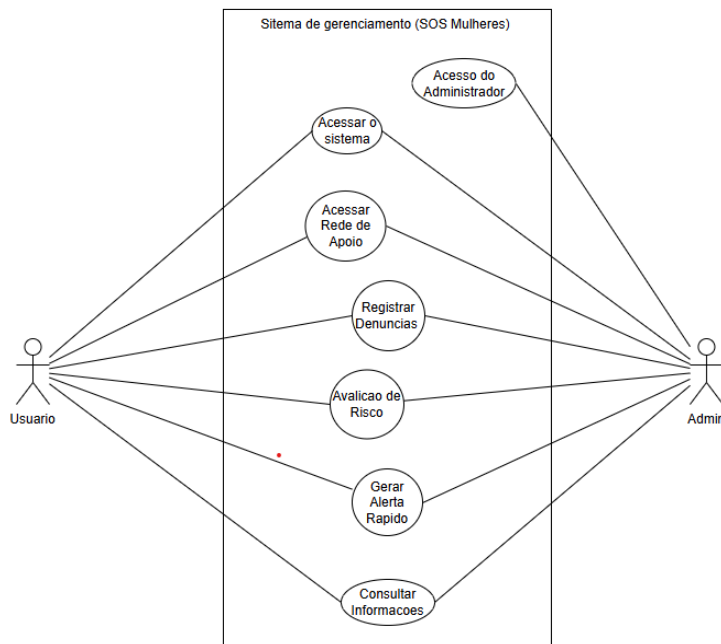 Sitema de gerenciamento (SOS Mulheres)
Acesso do
Administrador
Acessar o
sistema
Acessar
Rede de
Apoio
Registrar
Denuncias
Avalicao de
Risco
Usuario
Admin
Gerar
Alerta
Rapido
Consultar
Informacoes